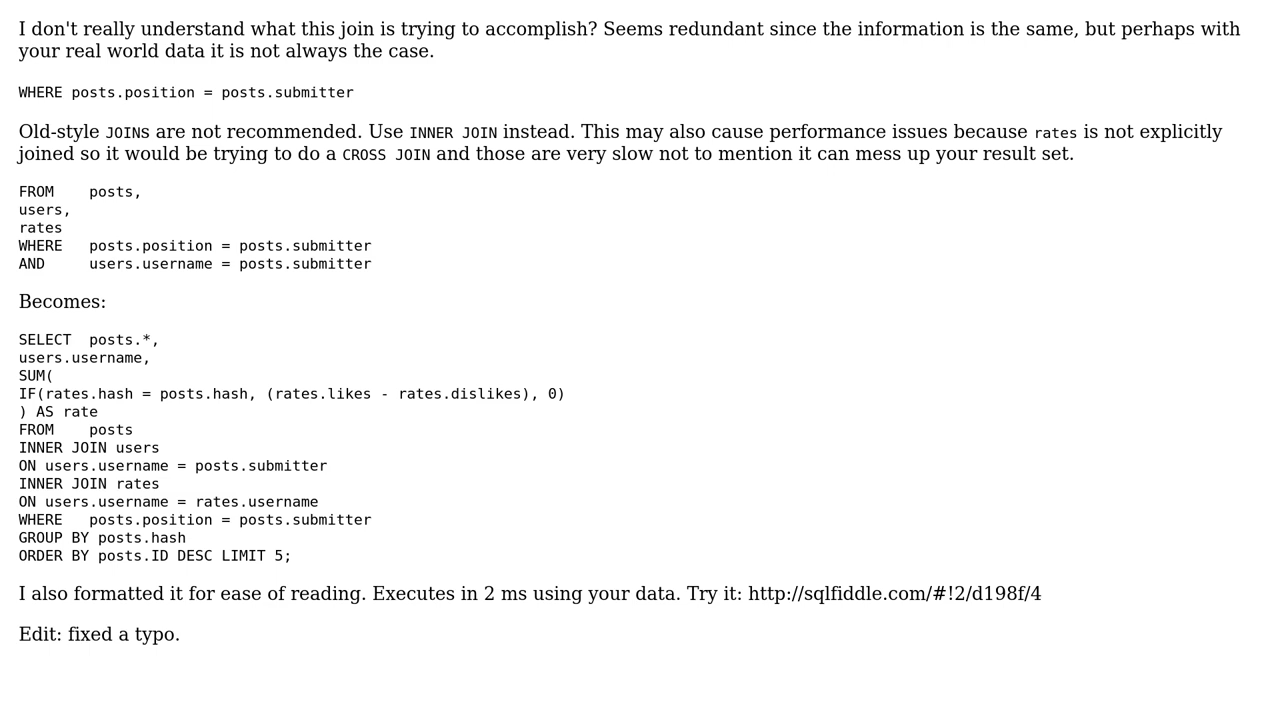 I don't really understand what this join is trying to accomplish? Seems redundant since the information is the same, but perhaps with
your real world data it is not always the case.
WHERE posts.position = posts.submitter
Old-style JOINs are not recommended. Use INNER JOIN instead. This may also cause performance issues because rates is not explicitly
joined so it would be trying to do a CROSS JOIN and those are very slow not to mention it can mess up your result set.
FROM    posts,
users,
rates
WHERE   posts.position = posts.submitter
AND     users.username = posts.submitter
Becomes:
SELECT  posts.*,
users.username,
SUM(
IF(rates.hash = posts.hash, (rates.likes - rates.dislikes), 0)
) AS rate
FROM    posts
INNER JOIN users
ON users.username = posts.submitter
INNER JOIN rates
ON users.username = rates.username
WHERE   posts.position = posts.submitter
GROUP BY posts.hash
ORDER BY posts.ID DESC LIMIT 5;
I also formatted it for ease of reading. Executes in 2 ms using your data. Try it: http://sqlfiddle.com/#!2/d198f/4
Edit: fixed a typo.